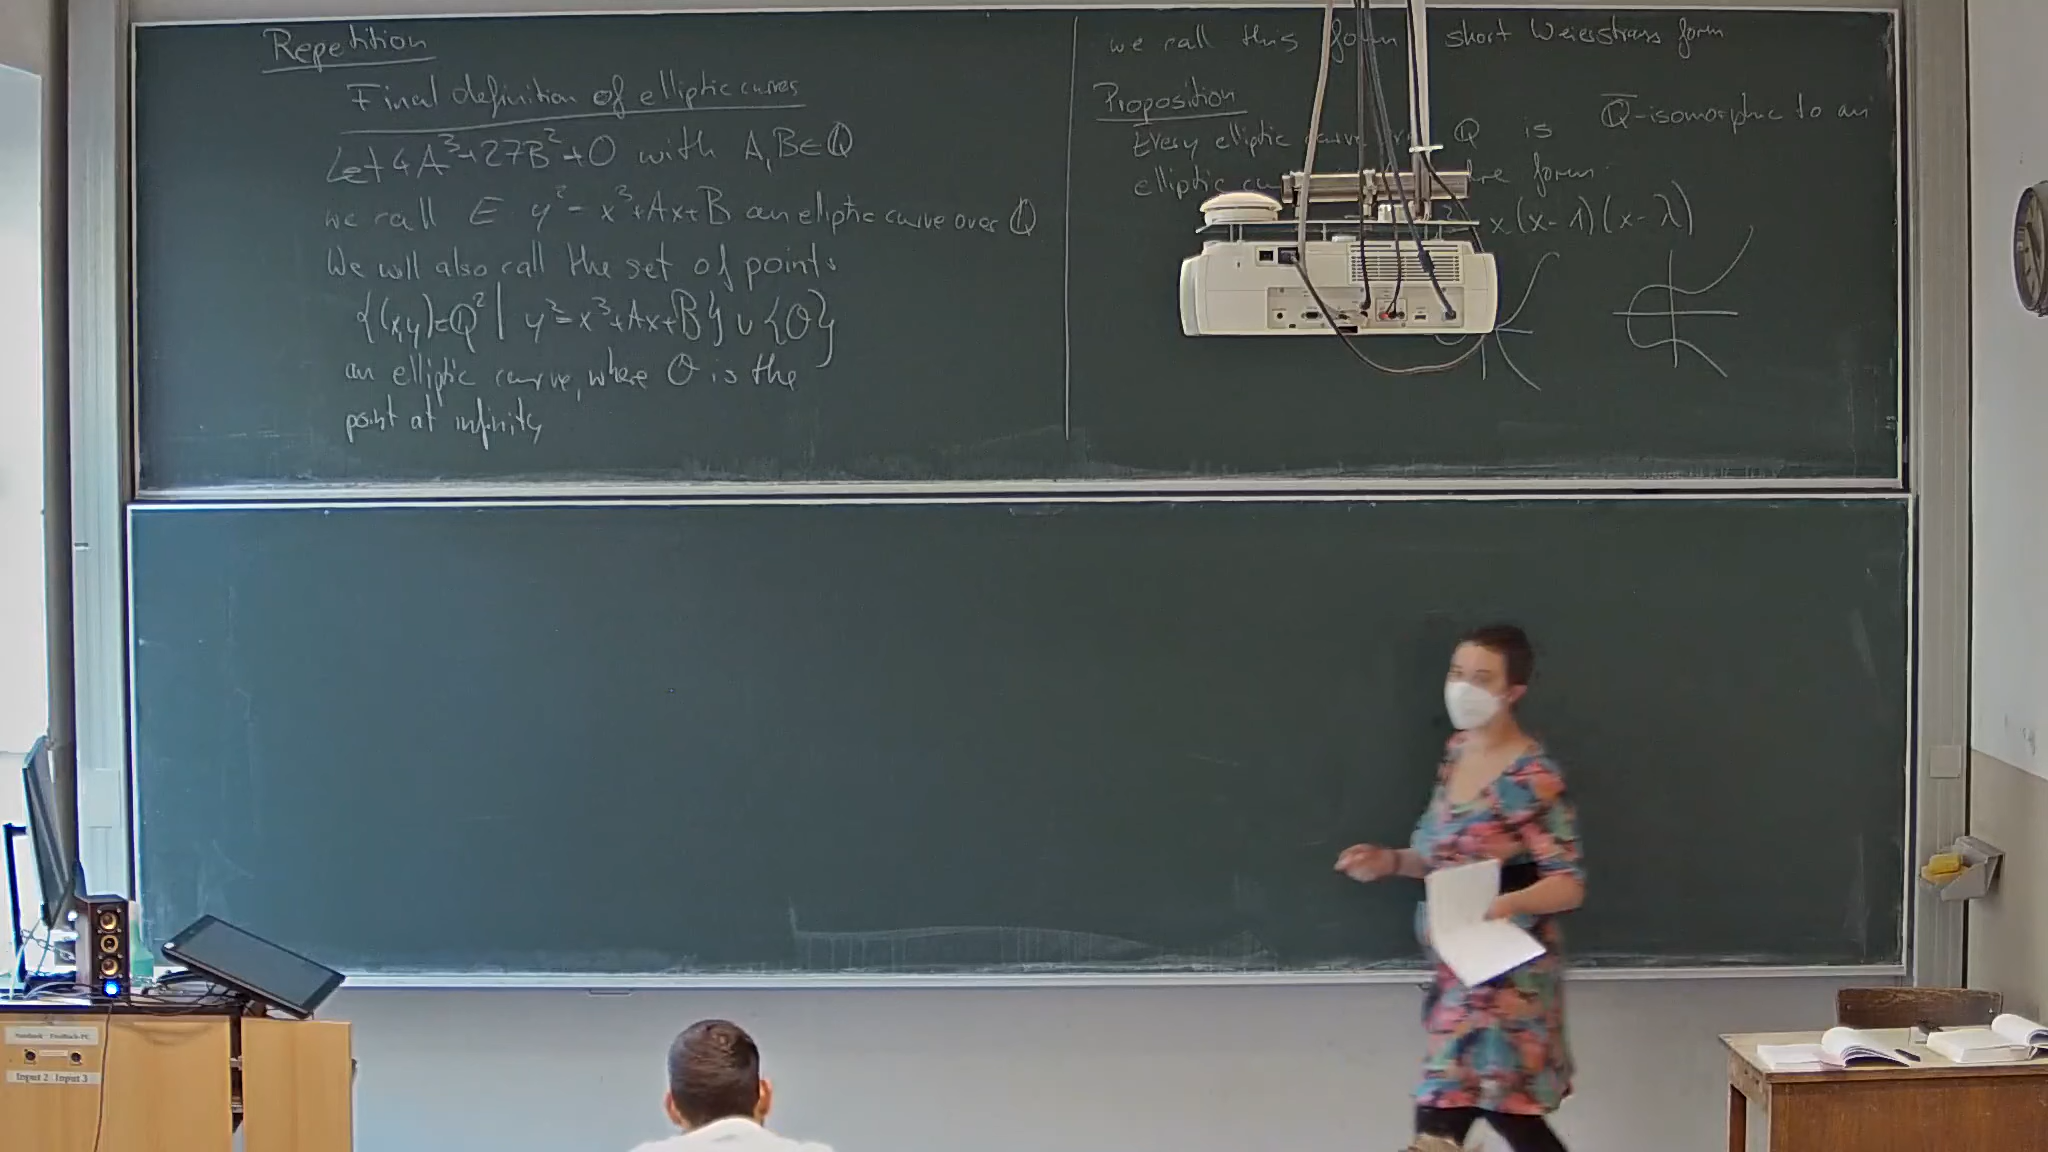 Repetition
Final definition of elliptic curves
Let 4A³+27B²≠0 with A,B∈ℚ
we call E y² = x³+Ax+B an elliptic curve over ℚ
We will also call the set of points
{(x,y)∈ℚ² | y²=x³+Ax+B} ∪ {O}
an elliptic curve, where O is the
point at infinity
we call this form short Weierstrass form
Proposition
Every elliptic curve ℚ is ℚ̅-isomorphic to an
elliptic form
x(x-1)(x-λ)
Input 2 Input 3